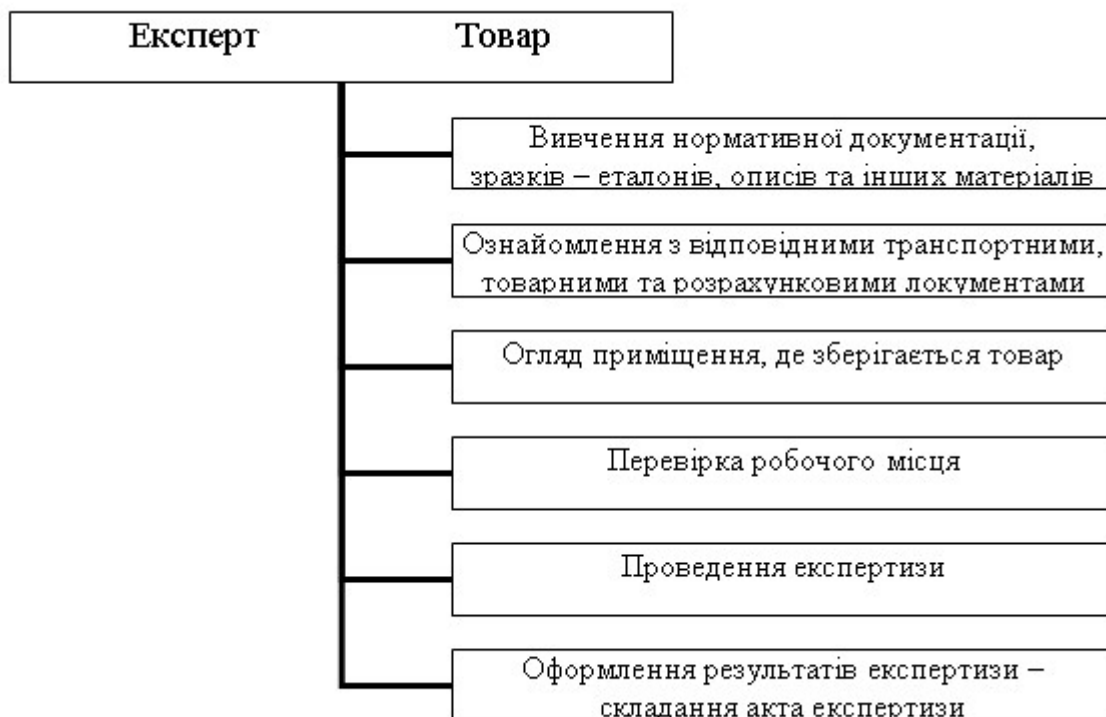 Експерт Товар
Вивчення нормативної документації,
зразків – еталонів, описів та інших матеріалів
Ознайомлення з відповідними транспортними,
товарними та розрахунковими документами
Огляд приміщення, де зберігається товар
Перевірка робочого місця
Проведення експертизи
Оформлення результатів експертизи –
складання акта експертизи